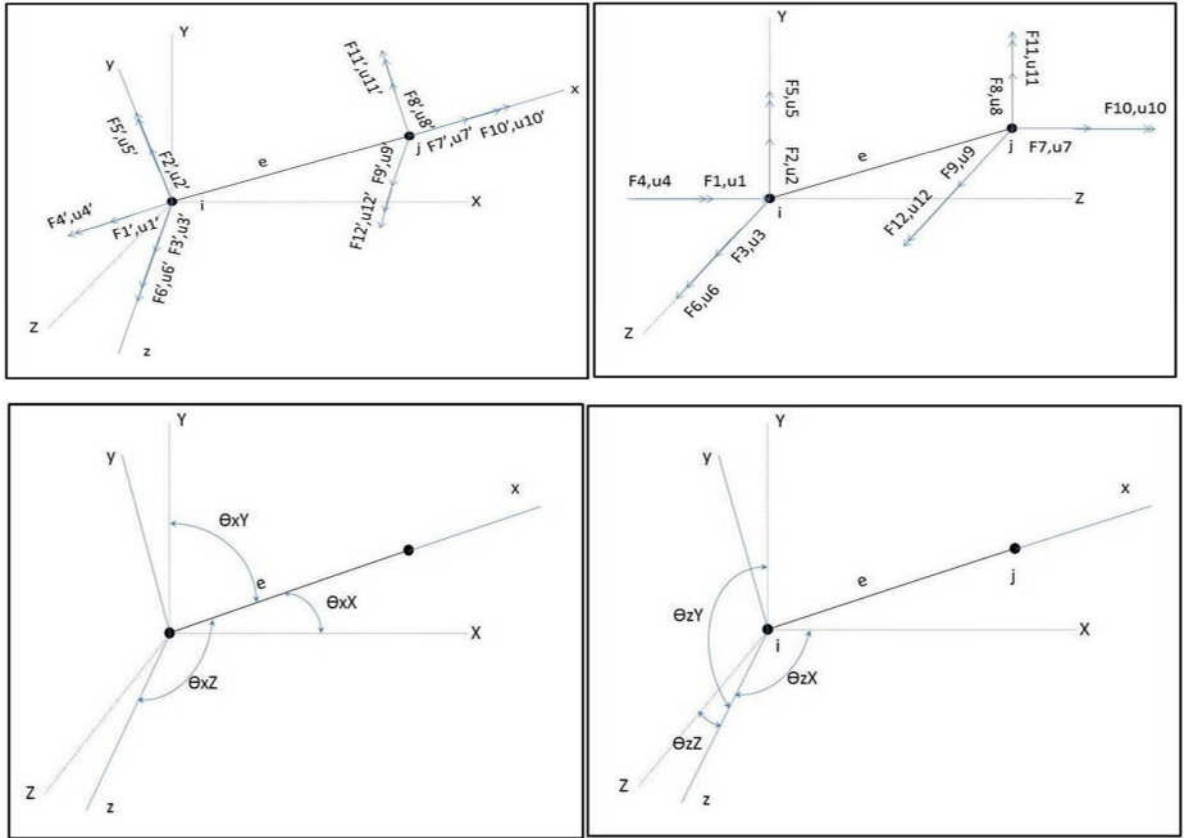 Y
y
F11',u11'
F8',u8'
x
F5',u5'
F2',u2'
e
j
F7',u7'
F10',u10'
F9',u9'
F4',u4'
F1',u1'
i
X
F3',u3'
F12',u12'
F6',u6'
Z
z
Y
F11,u11
F5,u5
F8,u8
F10,u10
F2,u2
e
j
F7,u7
F9,u9
F4,u4
F1,u1
i
Z
F12,u12
F3,u3
F6,u6
Z
Y
y
x
ΘxY
e
ΘxX
X
ΘxZ
Z
z
Y
y
x
e
j
ΘzY
i
X
ΘzX
ΘzZ
Z
z